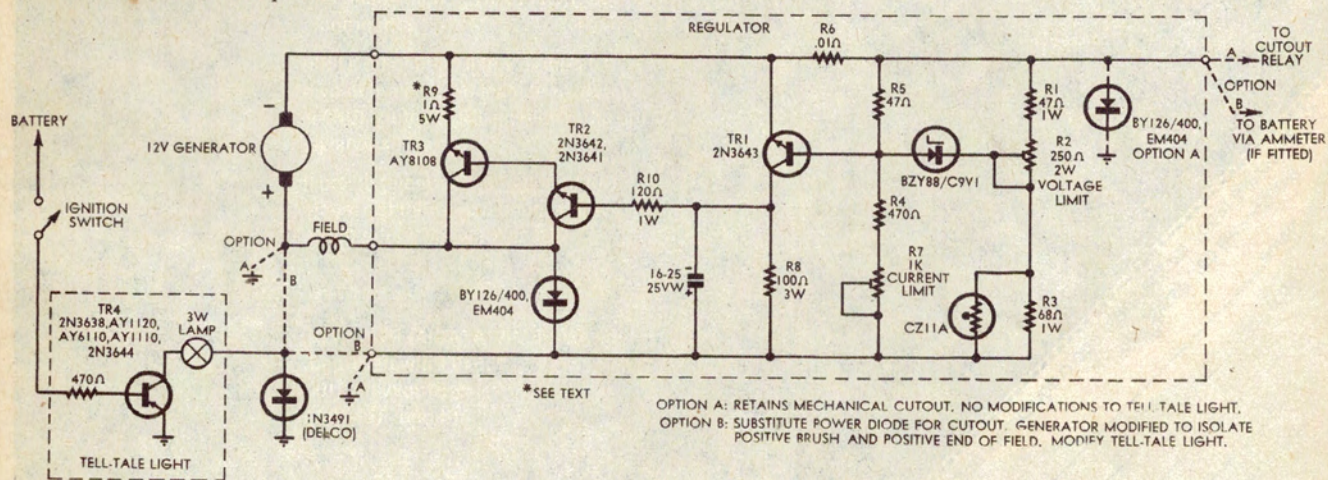 REGULATOR
R6
.01Ω
TO
CUTOUT
RELAY
A
OPTION
B
TO BATTERY
VIA AMMETER
(IF FITTED)
*R9
1Ω
5W
R5
47Ω
R1
47Ω
1W
BY126/400,
EM404
OPTION A
BATTERY
12V GENERATOR
−
+
TR3
AY8108
TR2
2N3642,
2N3641
TR1
2N3643
BZY88/C9V1
R2
250Ω
2W
VOLTAGE
LIMIT
R10
120Ω
1W
IGNITION
SWITCH
OPTION
A
B
FIELD
R4
470Ω
R7
1K
CURRENT
LIMIT
16-25
25VW
−
+
R8
100Ω
3W
BY126/400,
EM404
CZ11A
R3
68Ω
1W
TR4
2N3638,AY1120,
AY6110,AY1110,
2N3644
3W
LAMP
470Ω
OPTION
B
A
1N3491
(DELCO)
*SEE TEXT
TELL-TALE LIGHT
OPTION A: RETAINS MECHANICAL CUTOUT. NO MODIFICATIONS TO TELL TALE LIGHT.
OPTION B: SUBSTITUTE POWER DIODE FOR CUTOUT. GENERATOR MODIFIED TO ISOLATE
POSITIVE BRUSH AND POSITIVE END OF FIELD. MODIFY TELL-TALE LIGHT.